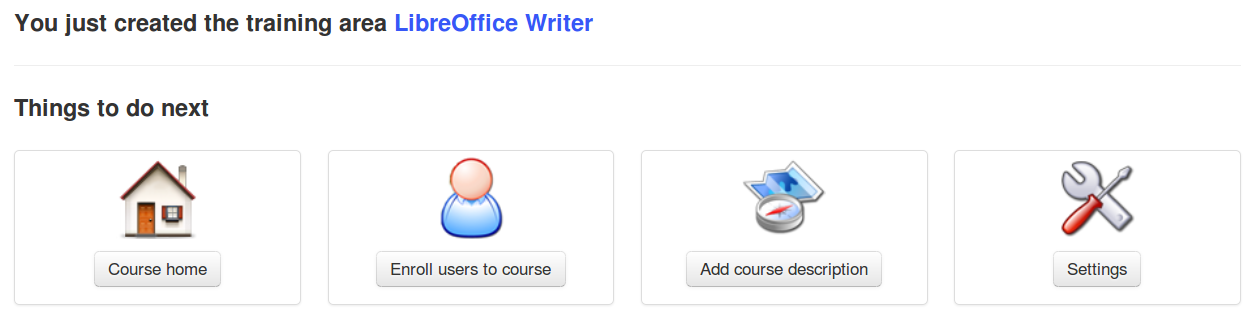 You just created the training area LibreOffice Writer
Things to do next
Course home
Enroll users to course
Add course description
Settings